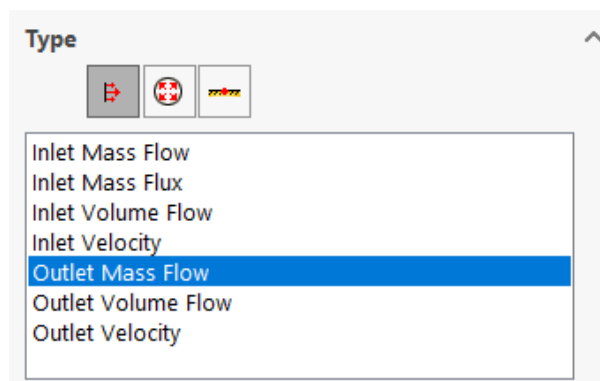 Type
Inlet Mass Flow
Inlet Mass Flux
Inlet Volume Flow
Inlet Velocity
Outlet Mass Flow
Outlet Volume Flow
Outlet Velocity